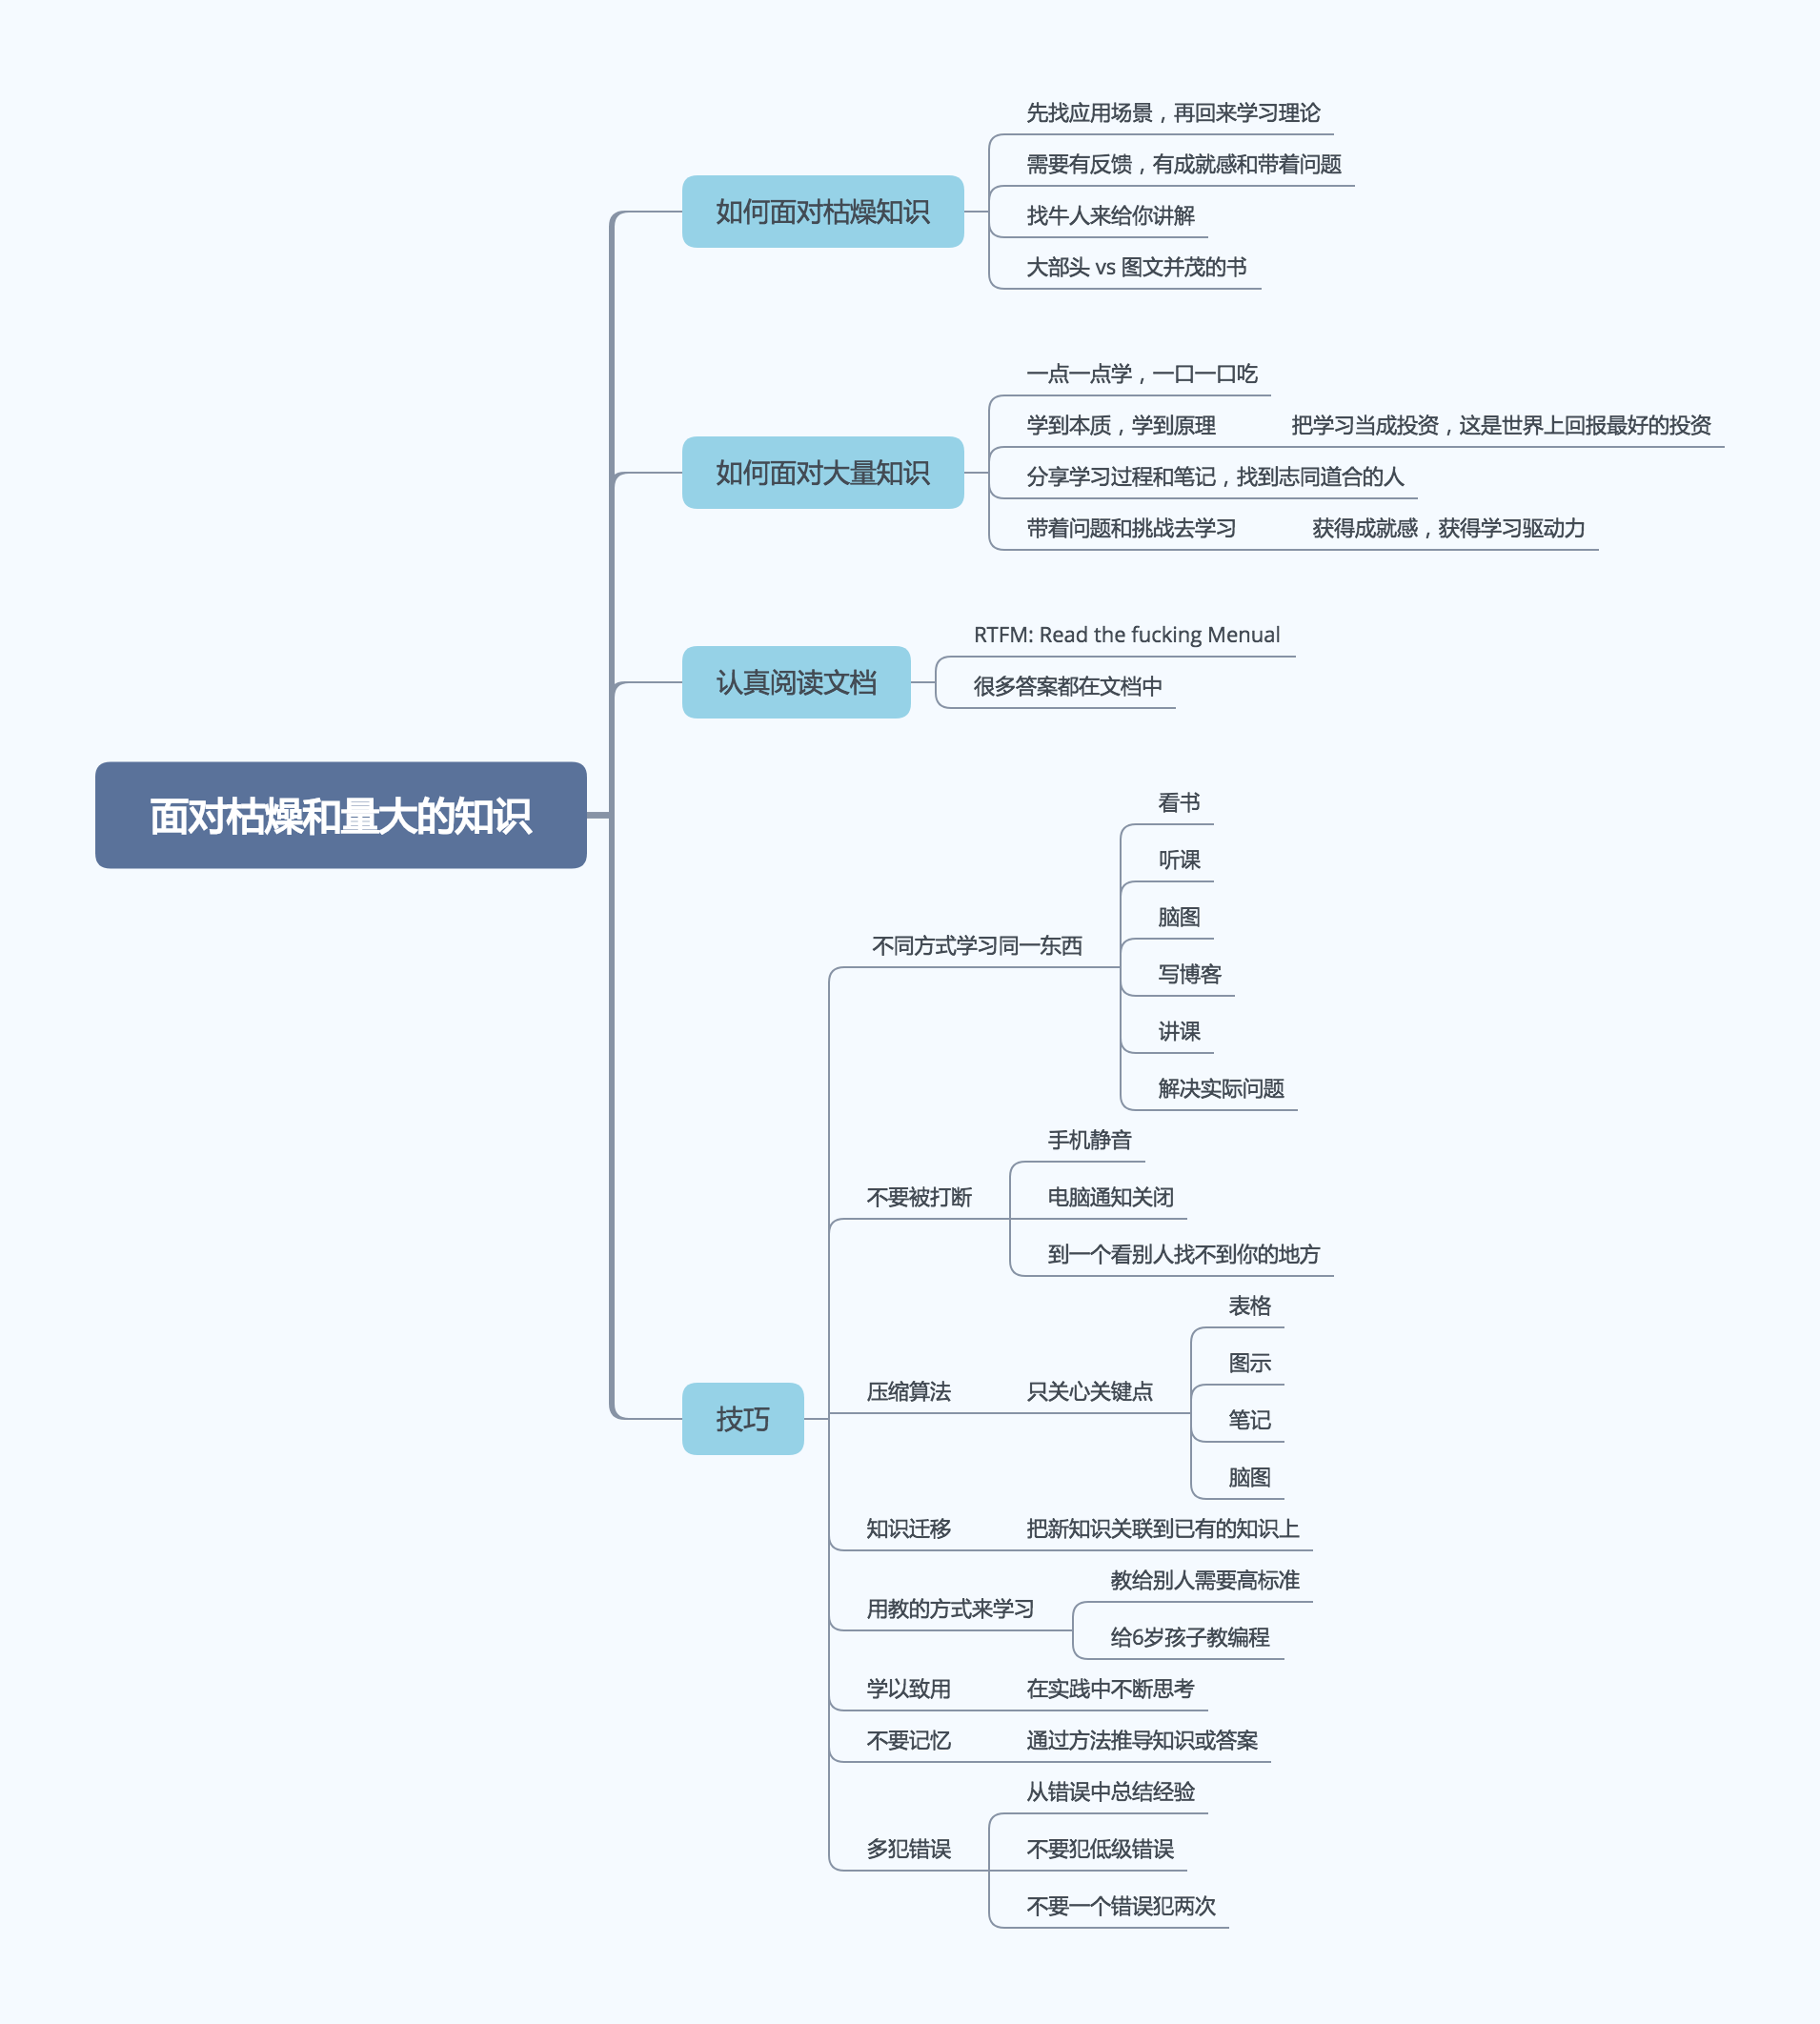 面对枯燥和量大的知识
如何面对枯燥知识
先找应用场景，再回来学习理论
需要有反馈，有成就感和带着问题
找牛人来给你讲解
大部头 vs 图文并茂的书
如何面对大量知识
一点一点学，一口一口吃
学到本质，学到原理
把学习当成投资，这是世界上回报最好的投资
分享学习过程和笔记，找到志同道合的人
带着问题和挑战去学习
获得成就感，获得学习驱动力
认真阅读文档
RTFM: Read the fucking Menual
很多答案都在文档中
技巧
不同方式学习同一东西
看书
听课
脑图
写博客
讲课
解决实际问题
不要被打断
手机静音
电脑通知关闭
到一个看别人找不到你的地方
压缩算法
只关心关键点
表格
图示
笔记
脑图
知识迁移
把新知识关联到已有的知识上
用教的方式来学习
教给别人需要高标准
给6岁孩子教编程
学以致用
在实践中不断思考
不要记忆
通过方法推导知识或答案
多犯错误
从错误中总结经验
不要犯低级错误
不要一个错误犯两次